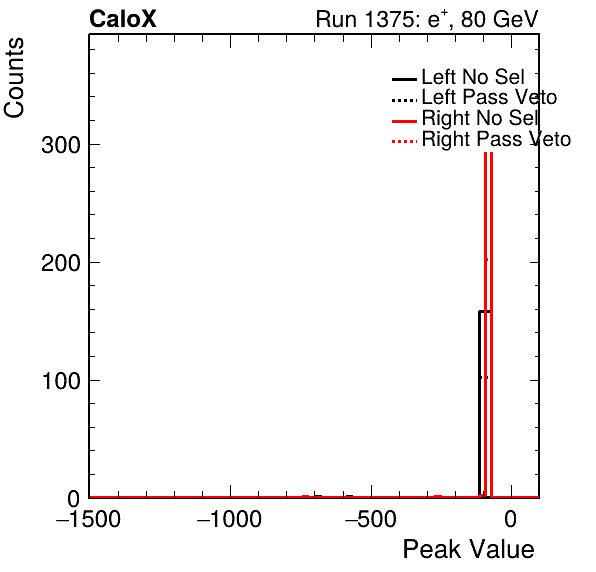 CaloX Run 1375: e⁺, 80 GeV
Counts
Left No Sel
Left Pass Veto
Right No Sel
Right Pass Veto
300
200
100
0
−1500 −1000 −500 0
Peak Value